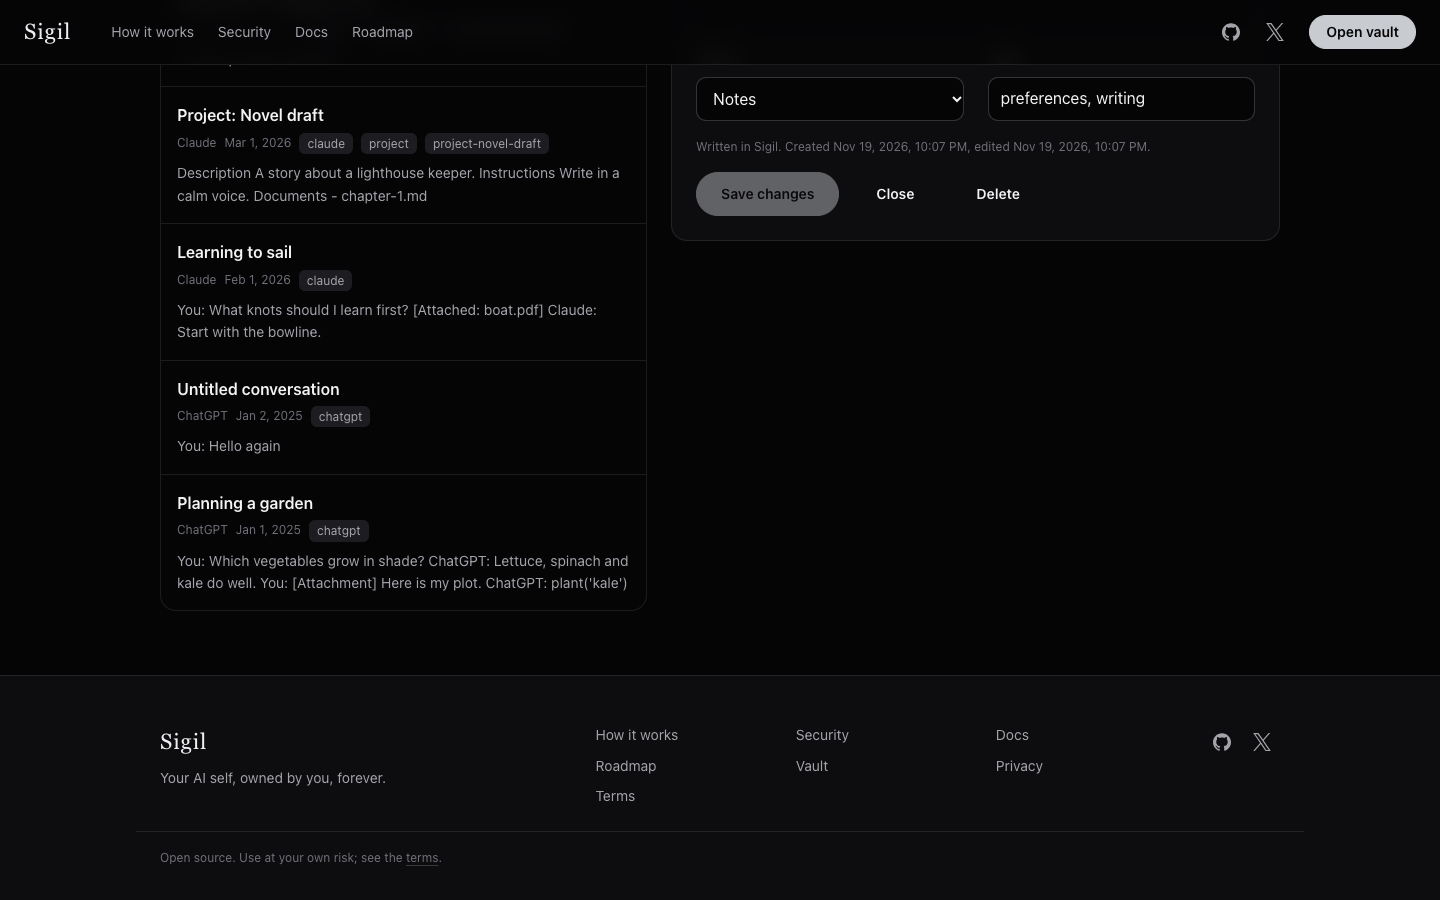 Sigil
How it works
Security
Docs
Roadmap
Open vault
Project: Novel draft
Claude Mar 1, 2026 claude project project-novel-draft
Description A story about a lighthouse keeper. Instructions Write in a
calm voice. Documents - chapter-1.md
Learning to sail
Claude Feb 1, 2026 claude
You: What knots should I learn first? [Attached: boat.pdf] Claude:
Start with the bowline.
Untitled conversation
ChatGPT Jan 2, 2025 chatgpt
You: Hello again
Planning a garden
ChatGPT Jan 1, 2025 chatgpt
You: Which vegetables grow in shade? ChatGPT: Lettuce, spinach and
kale do well. You: [Attachment] Here is my plot. ChatGPT: plant('kale')
Notes
preferences, writing
Written in Sigil. Created Nov 19, 2026, 10:07 PM, edited Nov 19, 2026, 10:07 PM.
Save changes
Close
Delete
Sigil
Your AI self, owned by you, forever.
How it works
Security
Docs
Roadmap
Vault
Privacy
Terms
Open source. Use at your own risk; see the terms.